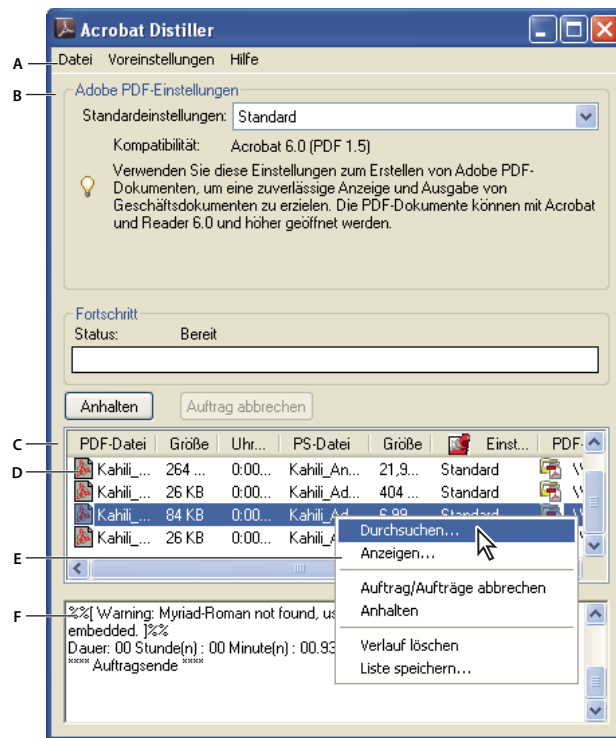 Acrobat Distiller
A
Datei Voreinstellungen Hilfe
B
Adobe PDF-Einstellungen
Standardeinstellungen: Standard
Kompatibilität: Acrobat 6.0 (PDF 1.5)
Verwenden Sie diese Einstellungen zum Erstellen von Adobe PDF-
Dokumenten, um eine zuverlässige Anzeige und Ausgabe von
Geschäftsdokumenten zu erzielen. Die PDF-Dokumente können mit Acrobat
und Reader 6.0 und höher geöffnet werden.
Fortschritt
Status: Bereit
Anhalten Auftrag abbrechen
C
PDF-Datei Größe Uhr... PS-Datei Größe Einst... PDF-
D
Kahili_... 264 ... 0:00... Kahili_An... 21,9... Standard
Kahili_... 26 KB 0:00... Kahili_Ad... 404 ... Standard
Kahili_... 84 KB 0:00... Kahili_Ad... 6,99... Standard
Kahili_... 26 KB 0:00...
E
Durchsuchen...
Anzeigen...
Auftrag/Aufträge abbrechen
Anhalten
Verlauf löschen
Liste speichern...
F
%%[ Warning: Myriad-Roman not found,
embedded. ]%%
Dauer: 00 Stunde(n) : 00 Minute(n) : 00.93
**** Auftragsende ****